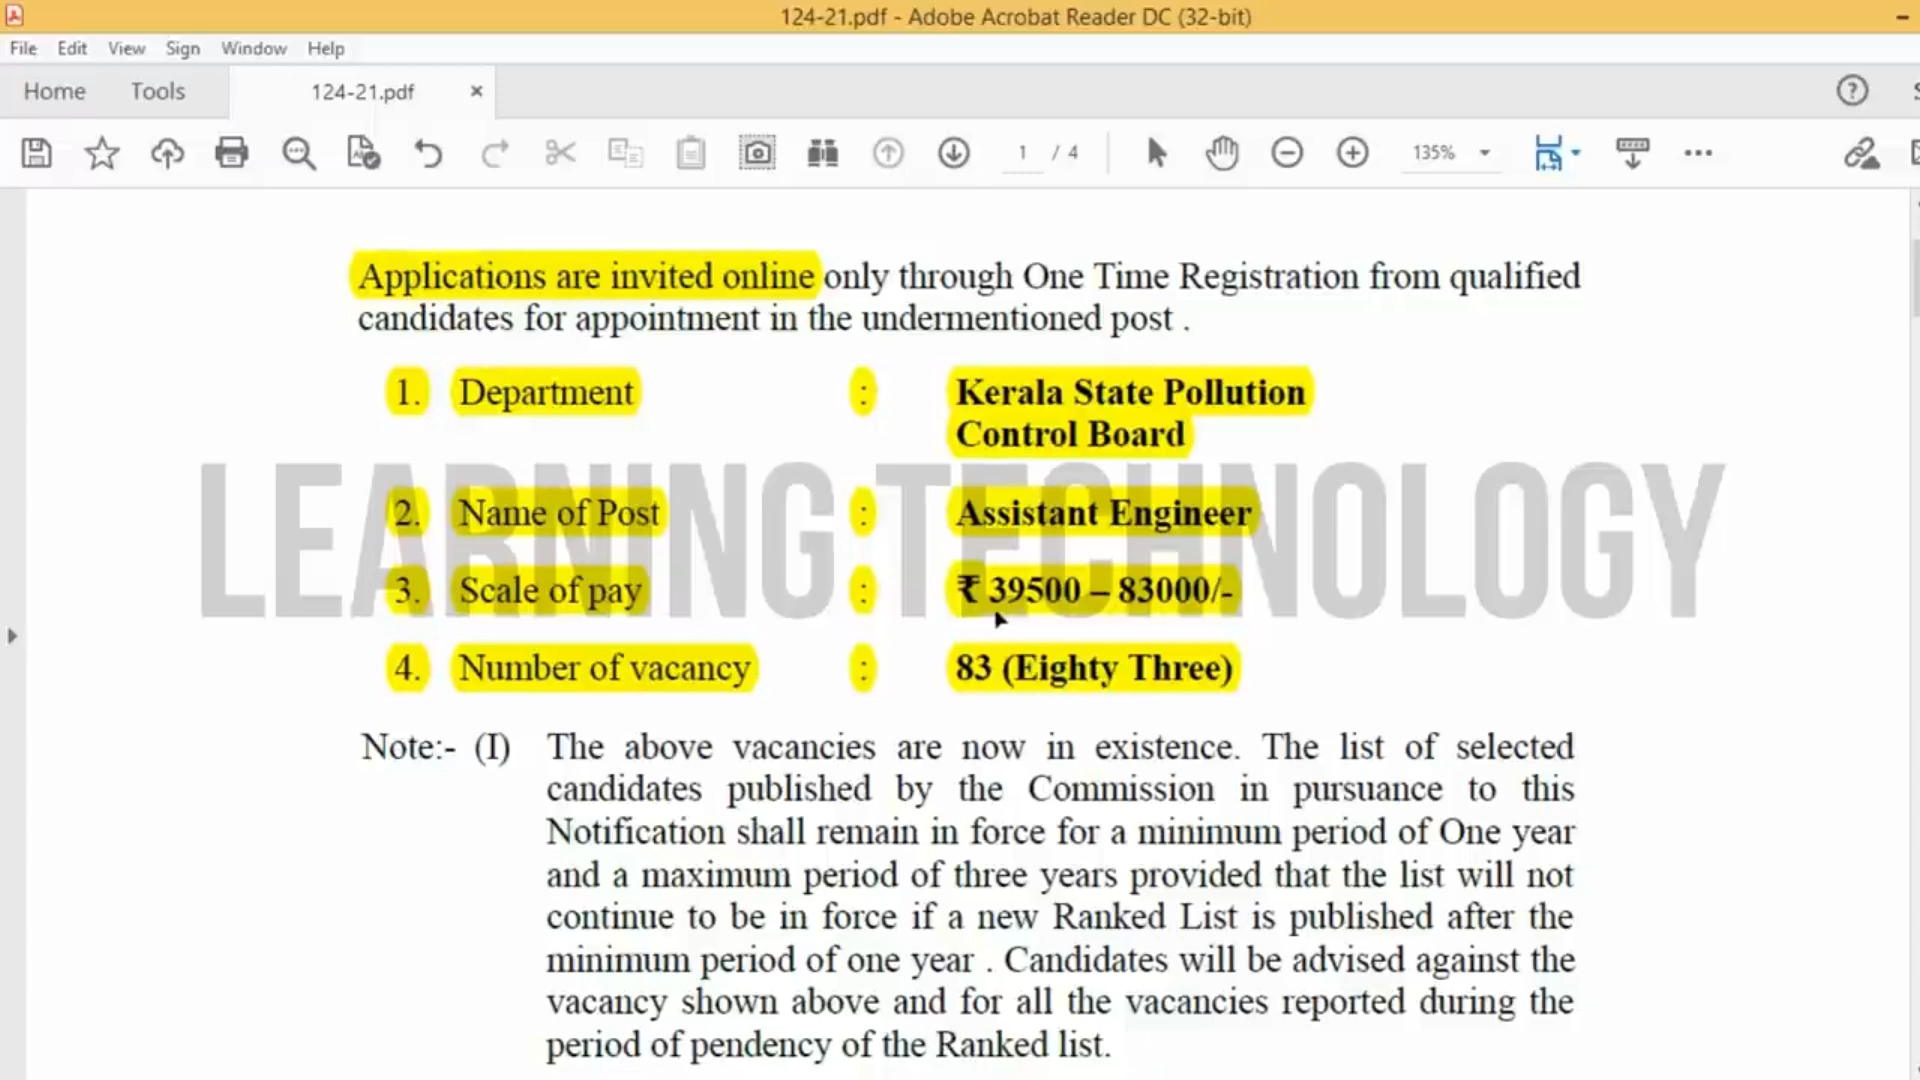 124-21.pdf - Adobe Acrobat Reader DC (32-bit)
File Edit View Sign Window Help
Home Tools 124-21.pdf ×
1 / 4 135%
Applications are invited online only through One Time Registration from qualified
candidates for appointment in the undermentioned post .
1. Department : Kerala State Pollution
Control Board
LEARNING TECHNOLOGY
2. Name of Post : Assistant Engineer
3. Scale of pay : ₹ 39500 – 83000/-
4. Number of vacancy : 83 (Eighty Three)
Note:- (I) The above vacancies are now in existence. The list of selected
candidates published by the Commission in pursuance to this
Notification shall remain in force for a minimum period of One year
and a maximum period of three years provided that the list will not
continue to be in force if a new Ranked List is published after the
minimum period of one year . Candidates will be advised against the
vacancy shown above and for all the vacancies reported during the
period of pendency of the Ranked list.